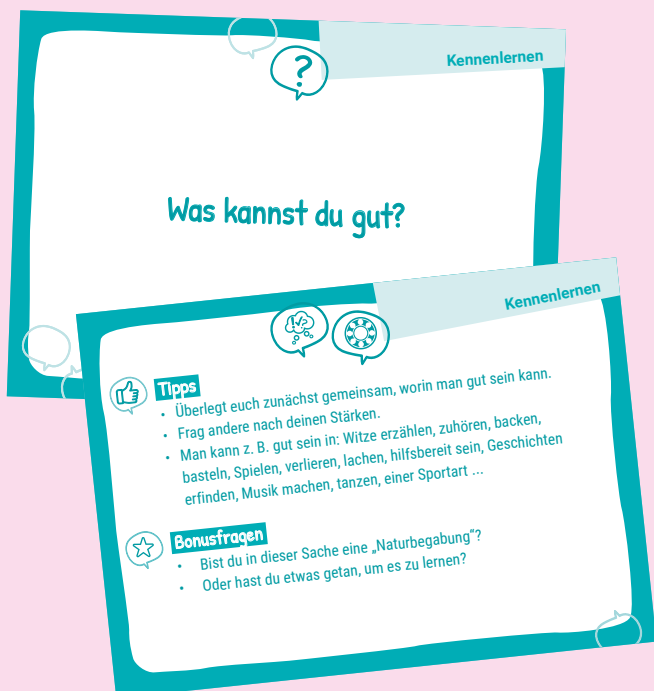 Kennenlernen
?
Was kannst du gut?
Kennenlernen
!✓?
Tipps
• Überlegt euch zunächst gemeinsam, worin man gut sein kann.
• Frag andere nach deinen Stärken.
• Man kann z. B. gut sein in: Witze erzählen, zuhören, backen,
basteln, Spielen, verlieren, lachen, hilfsbereit sein, Geschichten
erfinden, Musik machen, tanzen, einer Sportart ...
Bonusfragen
• Bist du in dieser Sache eine „Naturbegabung“?
• Oder hast du etwas getan, um es zu lernen?